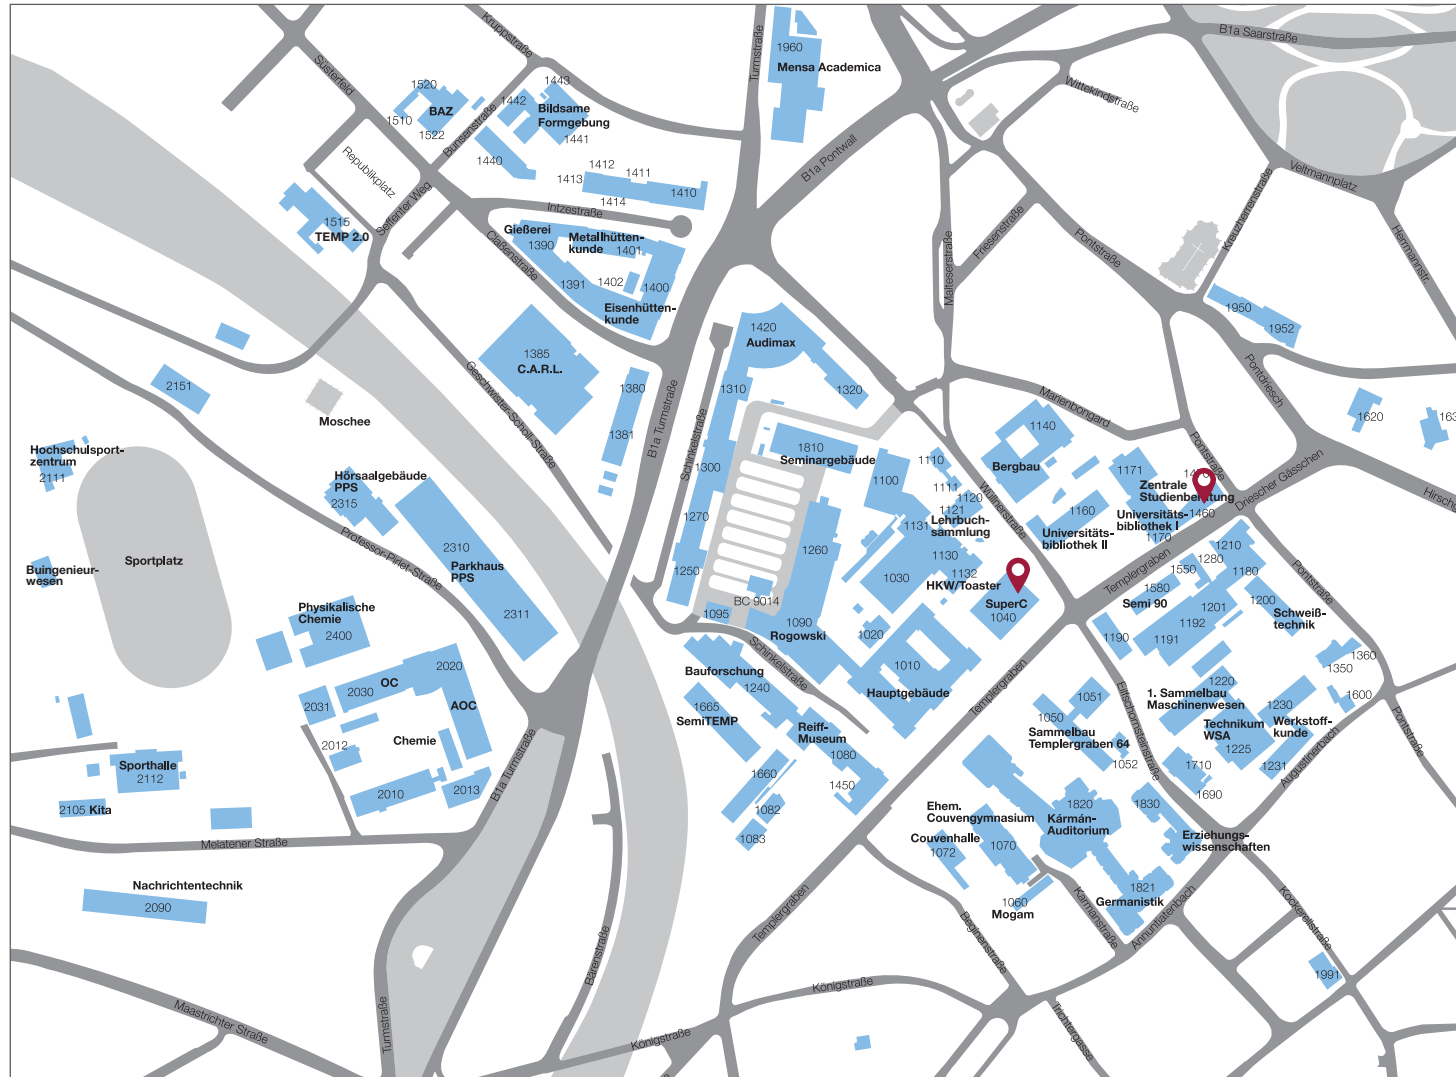 Kruppstraße
Turmstraße
1960
Mensa Academica
B1a Saarstraße
Süsterfeld
Wittekindstraße
1520
BAZ
1510
1522
Bunsenstraße
1443
1442
Bildsame
Formgebung
1441
1440
B1a Pontwall
Republikplatz
Seffenter Weg
1412
1411
1413
1410
1414
Intzestraße
Veltmannplatz
Kreuzherrenstraße
Herrmannstr.
1515
TEMP 2.0
Claßenstraße
Gießerei
1390
Metallhütten-
kunde
1401
1402
1391
1400
Eisenhütten-
kunde
Malteserstraße
Friesenstraße
Pontstraße
1950
1952
1420
Audimax
1385
C.A.R.L.
1380
1381
Geschwister-Scholl-Straße
B1a Turmstraße
1310
1320
Schinkelstraße
1300
1270
1250
Pontdriesch
Marienbongard
2151
Moschee
1620
Hochschulsport-
zentrum
2111
Hörsaalgebäude
PPS
2315
1810
Seminargebäude
1110
1100
1111
1120
1121
Lehrbuch-
sammlung
1131
1130
1132
1030
HKW/Toaster
Wüllnerstraße
1140
Bergbau
1171
1160
Universitäts-
bibliothek II
Zentrale
Studienberatung
Universitäts-
bibliothek I
1460
1170
Pontstraße
Driescher Gässchen
Sportplatz
Buingenieur-
wesen
Professor-Pirlet-Straße
2310
Parkhaus
PPS
2311
1260
BC 9014
1095
1090
Rogowski
SuperC
1040
Templergraben
1210
1280
1550
1580
Semi 90
1180
1201
1192
1200
1190
1191
Schweiß-
technik
Pontstraße
Physikalische
Chemie
2400
1020
1010
Hauptgebäude
Schinkelstraße
Bauforschung
1240
1665
SemiTEMP
Reiff-
Museum
1080
1450
1660
1082
1083
1360
1350
1600
2020
OC
2030
2031
AOC
2012
Chemie
2010
2013
B1a Turmstraße
Templergraben
1051
1050
Sammelbau
Templergraben 64
1052
Eilfschornsteinstraße
1220
1. Sammelbau
Maschinenwesen
1230
Technikum
WSA
1225
Werkstoff-
kunde
1231
1710
1690
Augustinerbach
Pontstraße
Sporthalle
2112
2105 Kita
Melatener Straße
Ehem.
Couvengymnasium
Couvenhalle
1072
1070
1820
Kármán-
Auditorium
1830
Erziehungs-
wissenschaften
Nachrichtentechnik
2090
1060
Mogam
1821
Germanistik
Kármánstraße
Annuntiatenbach
Kockerellstraße
1991
Templergraben
Beginenstraße
Bärenstraße
Königstraße
Trichtergasse
Maastrichter Straße
Turmstraße
Königstraße